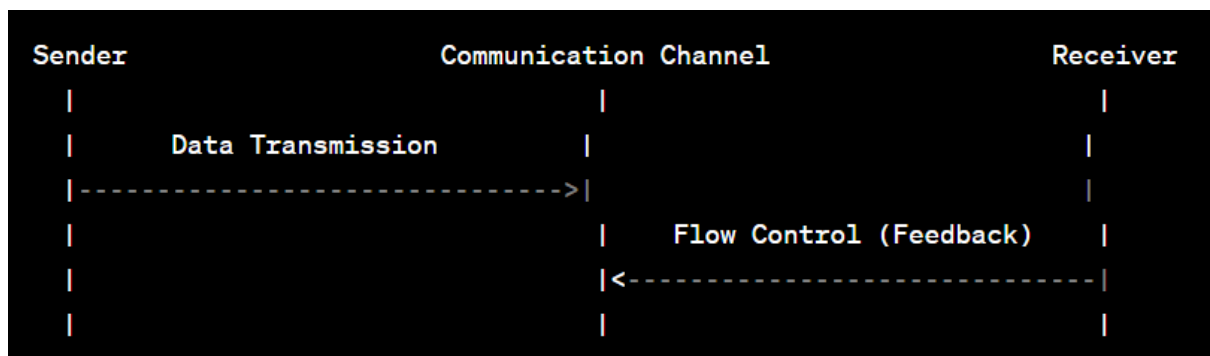 Sender Communication Channel Receiver
| | |
| Data Transmission | |
|------------------------------->| |
| | Flow Control (Feedback) |
| |<------------------------------|
| | |